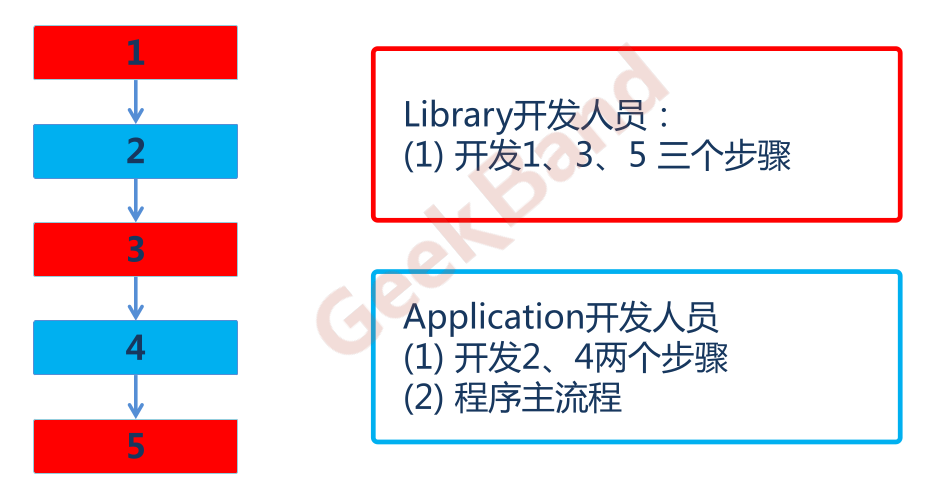 1
2
3
4
5
Library开发人员：
(1) 开发1、3、5 三个步骤
Application开发人员
(1) 开发2、4两个步骤
(2) 程序主流程
GeekBand